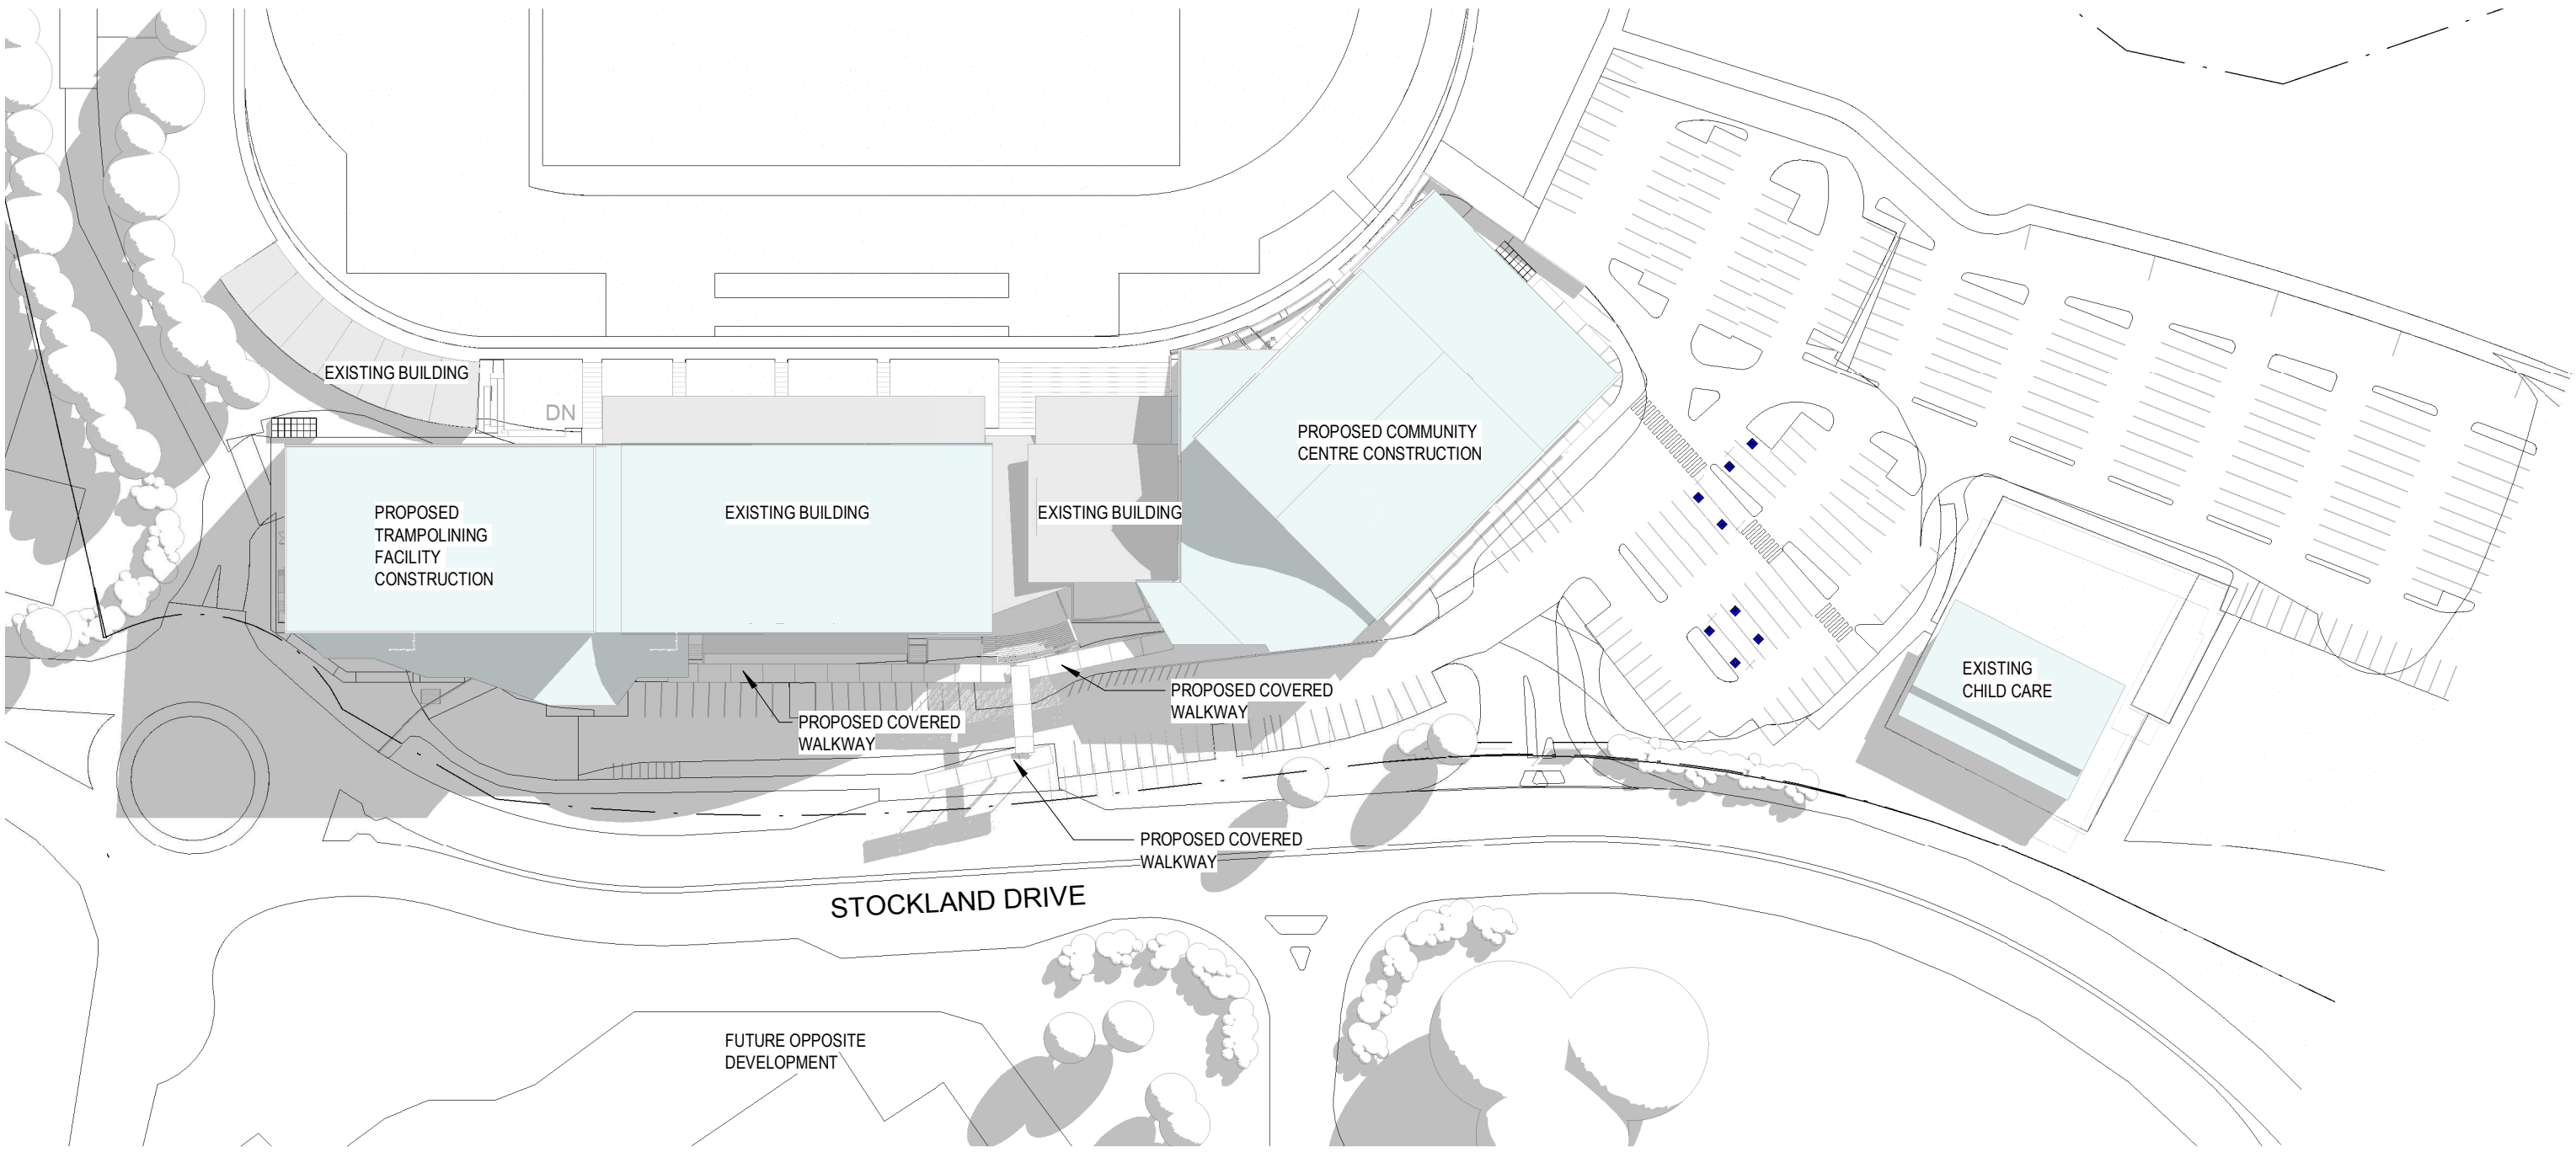 EXISTING BUILDING
DN
PROPOSED
TRAMPOLINING
FACILITY
CONSTRUCTION
EXISTING BUILDING
EXISTING BUILDING
PROPOSED COMMUNITY
CENTRE CONSTRUCTION
EXISTING
CHILD CARE
PROPOSED COVERED
WALKWAY
PROPOSED COVERED
WALKWAY
PROPOSED COVERED
WALKWAY
STOCKLAND DRIVE
FUTURE OPPOSITE
DEVELOPMENT